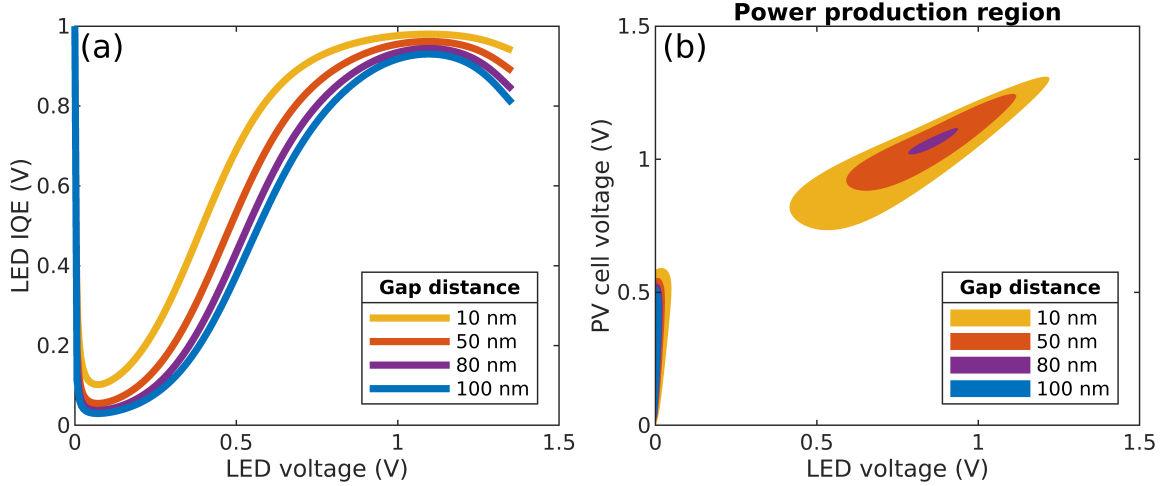 (a)
1
0.8
0.6
0.4
0.2
0
0
0.5
1
1.5
LED IQE (V)
LED voltage (V)
Gap distance
10 nm
50 nm
80 nm
100 nm
Power production region
(b)
1.5
1
0.5
0
0
0.5
1
1.5
PV cell voltage (V)
LED voltage (V)
Gap distance
10 nm
50 nm
80 nm
100 nm